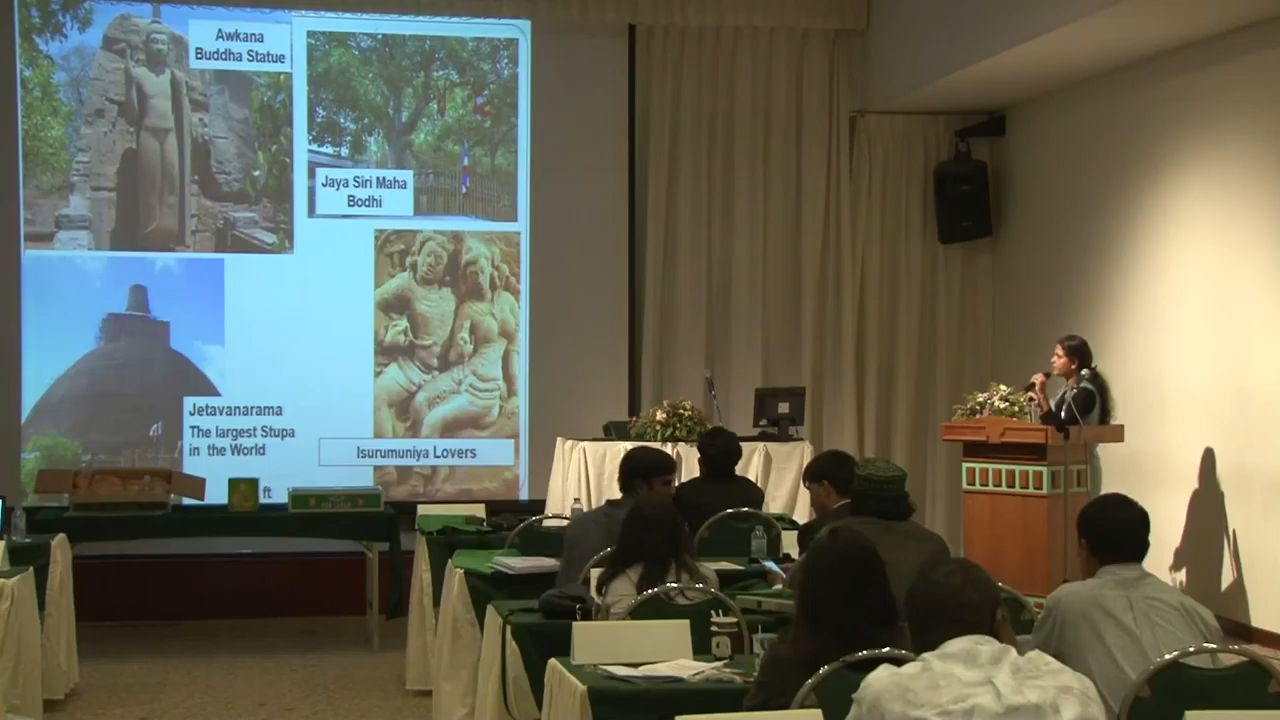 Awkana
Buddha Statue
Jaya Siri Maha
Bodhi
Jetavanarama
The largest Stupa
in the World
ft
Isurumuniya Lovers